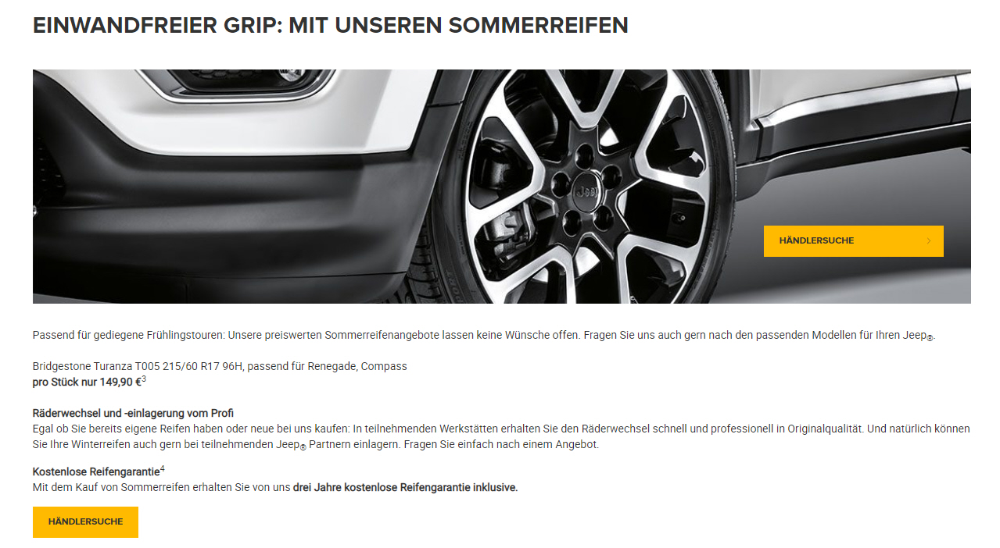 EINWANDFREIER GRIP: MIT UNSEREN SOMMERREIFEN
Jeep
HÄNDLERSUCHE
Passend für gediegene Frühlingstouren: Unsere preiswerten Sommerreifenangebote lassen keine Wünsche offen. Fragen Sie uns auch gern nach den passenden Modellen für Ihren Jeep®.
Bridgestone Turanza T005 215/60 R17 96H, passend für Renegade, Compass
pro Stück nur 149,90 €³
Räderwechsel und -einlagerung vom Profi
Egal ob Sie bereits eigene Reifen haben oder neue bei uns kaufen: In teilnehmenden Werkstätten erhalten Sie den Räderwechsel schnell und professionell in Originalqualität. Und natürlich können
Sie Ihre Winterreifen auch gern bei teilnehmenden Jeep® Partnern einlagern. Fragen Sie einfach nach einem Angebot.
Kostenlose Reifengarantie⁴
Mit dem Kauf von Sommerreifen erhalten Sie von uns drei Jahre kostenlose Reifengarantie inklusive.
HÄNDLERSUCHE